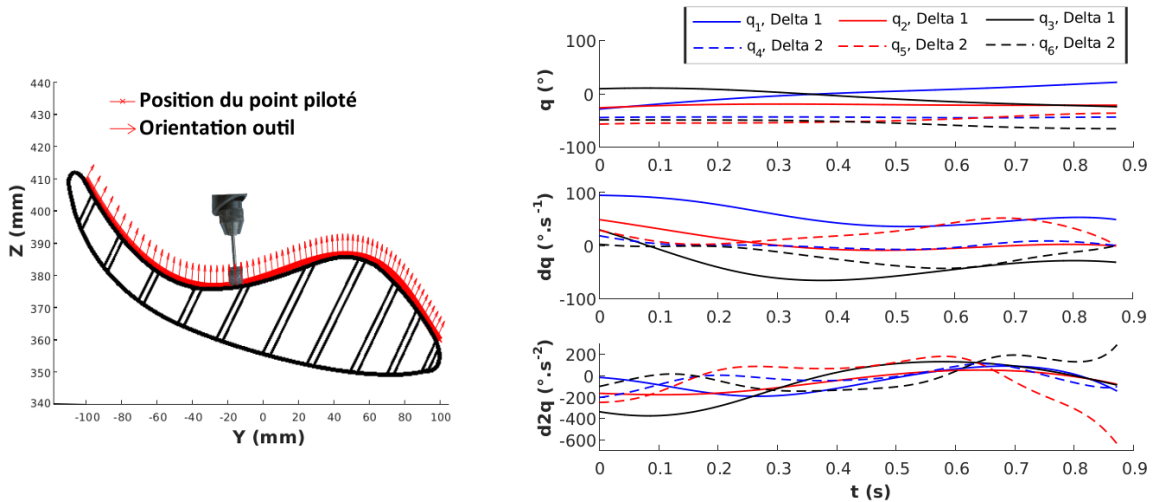 440
430
420
410
400
390
380
370
360
350
340
Z (mm)
Position du point piloté
Orientation outil
-100 -80 -60 -40 -20 0 20 40 60 80 100
Y (mm)
q₁, Delta 1 q₂, Delta 1 q₃, Delta 1
q₄, Delta 2 q₅, Delta 2 q₆, Delta 2
100
0
-100
q (°)
0 0.1 0.2 0.3 0.4 0.5 0.6 0.7 0.8 0.9
100
0
-100
dq (°.s⁻¹)
0 0.1 0.2 0.3 0.4 0.5 0.6 0.7 0.8 0.9
200
0
-200
-400
-600
d2q (°.s⁻²)
0 0.1 0.2 0.3 0.4 0.5 0.6 0.7 0.8 0.9
t (s)